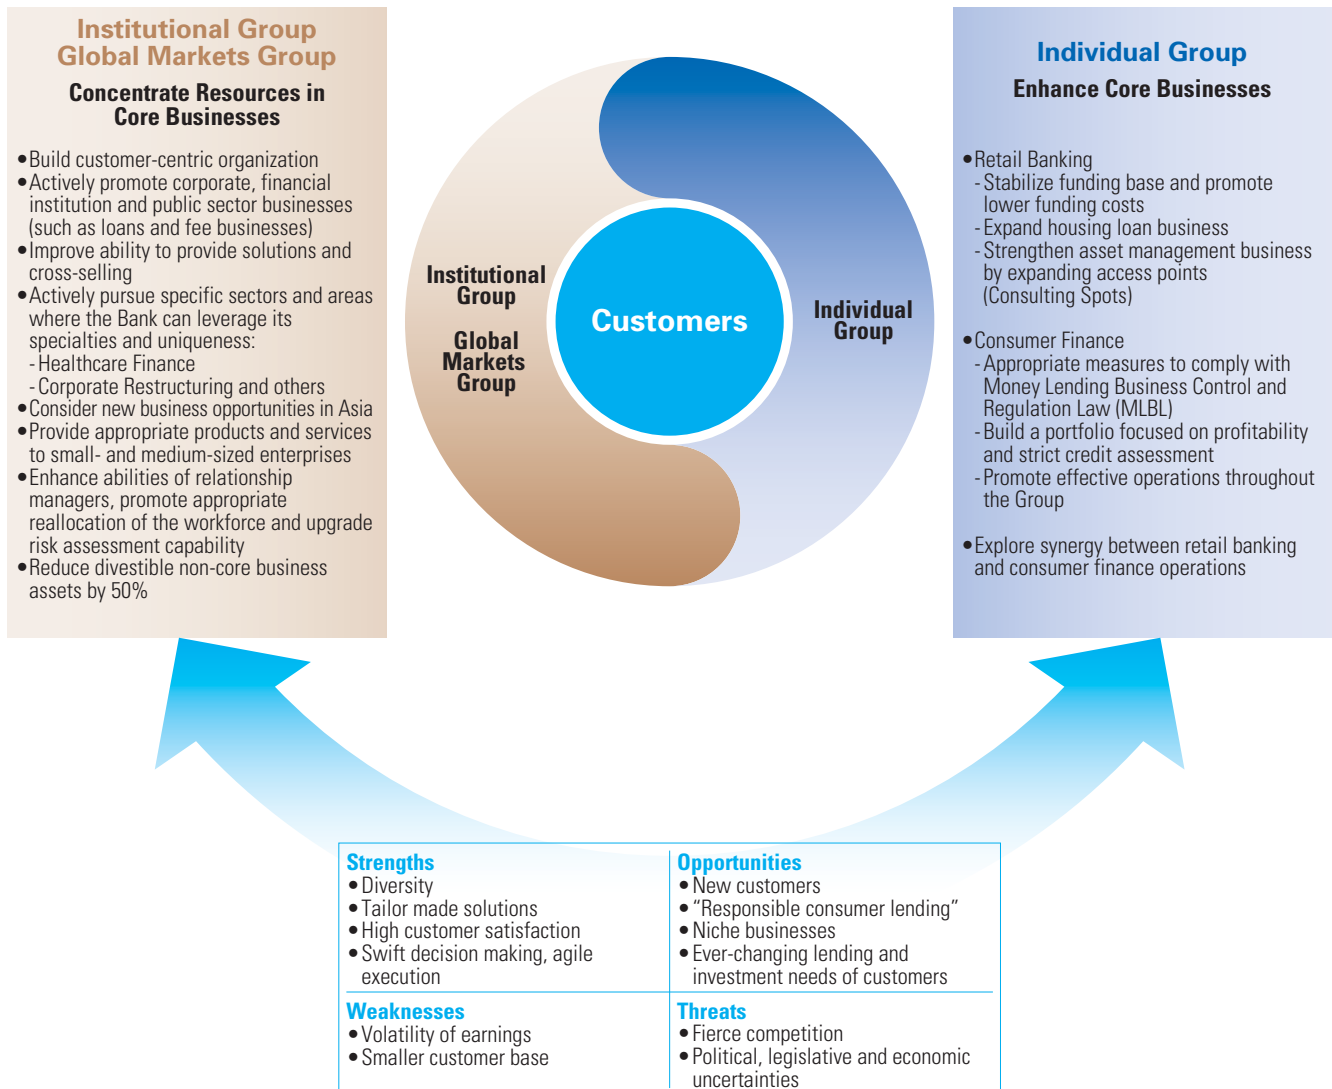 Institutional Group
Global Markets Group
Concentrate Resources in
Core Businesses
•Build customer-centric organization
•Actively promote corporate, financial
institution and public sector businesses
(such as loans and fee businesses)
•Improve ability to provide solutions and
cross-selling
•Actively pursue specific sectors and areas
where the Bank can leverage its
specialties and uniqueness:
- Healthcare Finance
- Corporate Restructuring and others
•Consider new business opportunities in Asia
•Provide appropriate products and services
to small- and medium-sized enterprises
•Enhance abilities of relationship
managers, promote appropriate
reallocation of the workforce and upgrade
risk assessment capability
•Reduce divestible non-core business
assets by 50%
Institutional
Group
Global
Markets
Group
Customers
Individual
Group
Individual Group
Enhance Core Businesses
•Retail Banking
- Stabilize funding base and promote
lower funding costs
- Expand housing loan business
- Strengthen asset management business
by expanding access points
(Consulting Spots)
•Consumer Finance
- Appropriate measures to comply with
Money Lending Business Control and
Regulation Law (MLBL)
- Build a portfolio focused on profitability
and strict credit assessment
- Promote effective operations throughout
the Group
•Explore synergy between retail banking
and consumer finance operations
Strengths
•Diversity
•Tailor made solutions
•High customer satisfaction
•Swift decision making, agile
execution
Opportunities
•New customers
•“Responsible consumer lending”
•Niche businesses
•Ever-changing lending and
investment needs of customers
Weaknesses
•Volatility of earnings
•Smaller customer base
Threats
•Fierce competition
•Political, legislative and economic
uncertainties